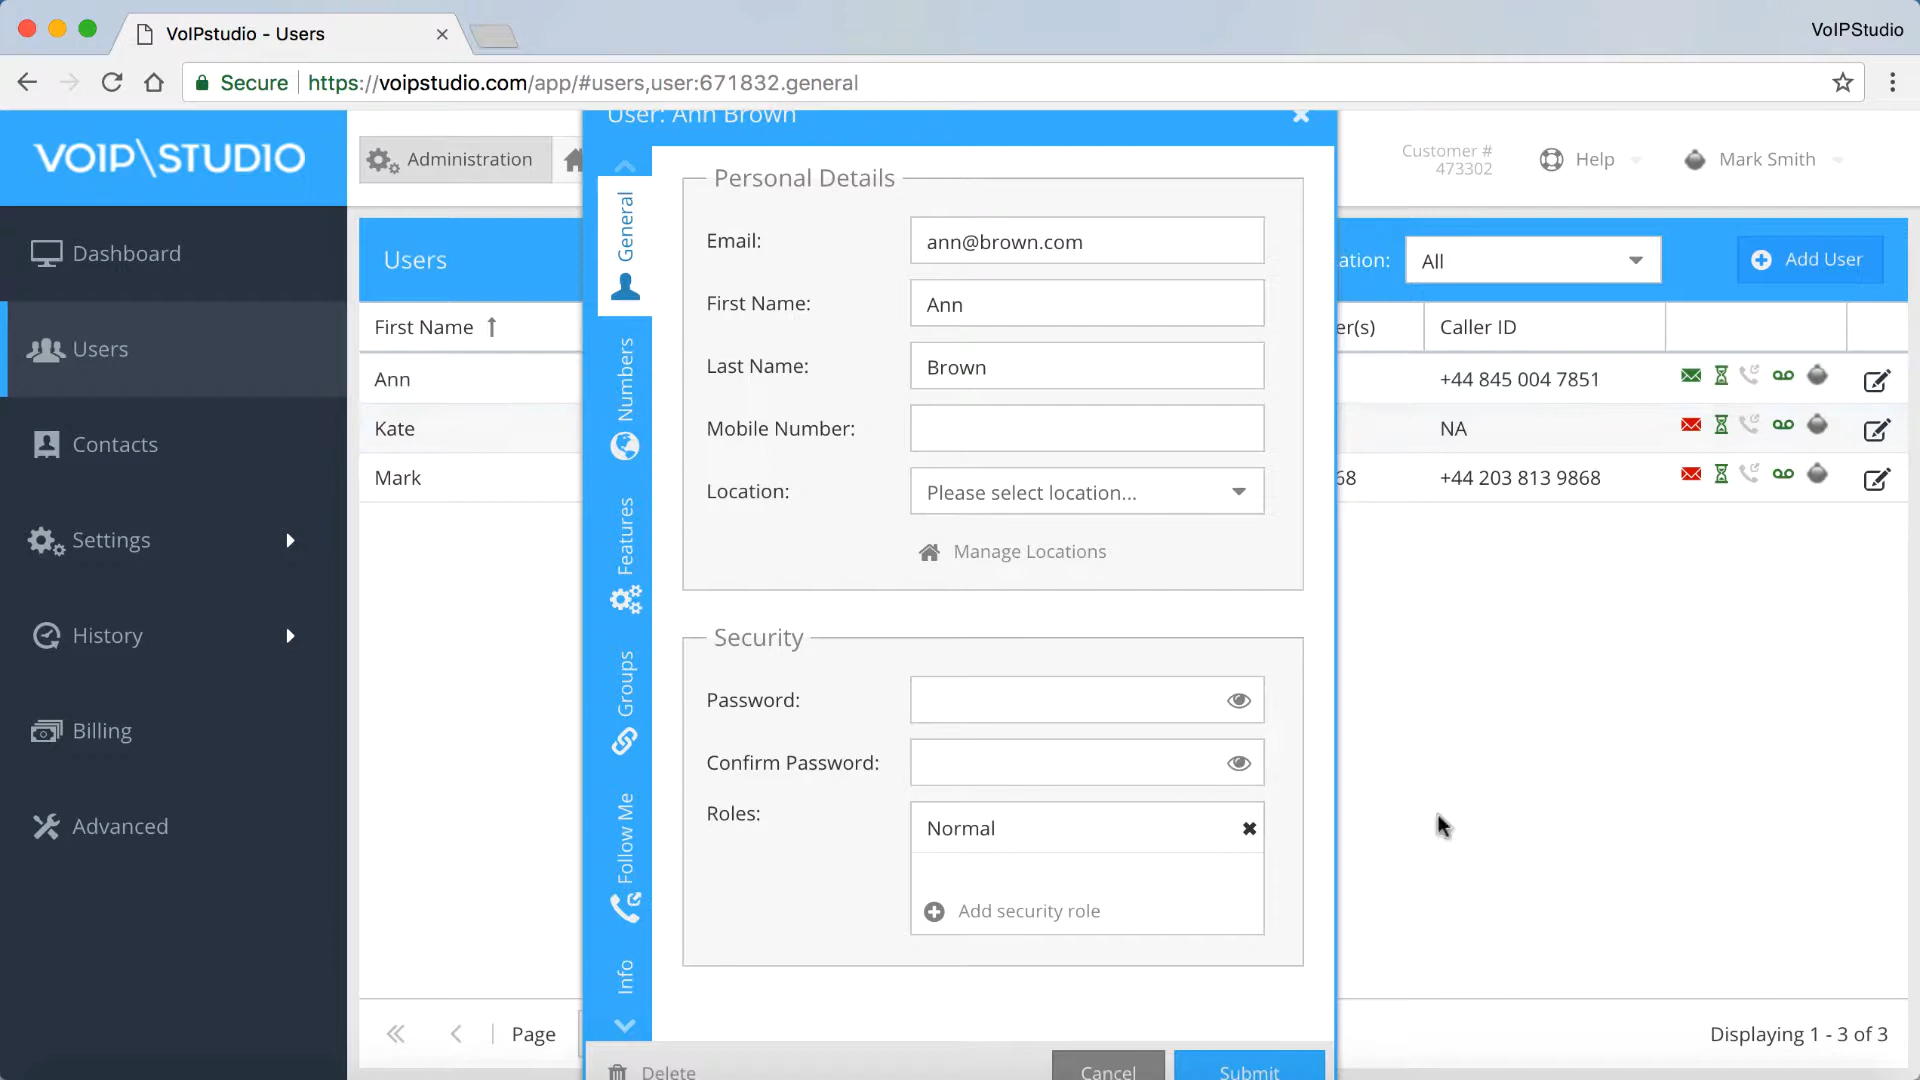 VoIPstudio - Users
VoIPStudio
Secure
https://voipstudio.com/app/#users,user:671832.general
VOIP\STUDIO
Administration
User: Ann Brown
Customer #
473302
Help
Mark Smith
Dashboard
Users
Contacts
Settings
History
Billing
Advanced
Users
ation:
All
Add User
First Name
er(s)
Caller ID
Ann
+44 845 004 7851
Kate
NA
Mark
68
+44 203 813 9868
General
Numbers
Features
Groups
Follow Me
Info
Personal Details
Email:
ann@brown.com
First Name:
Ann
Last Name:
Brown
Mobile Number:
Location:
Please select location...
Manage Locations
Security
Password:
Confirm Password:
Roles:
Normal
Add security role
Page
Displaying 1 - 3 of 3
Delete
Cancel
Submit